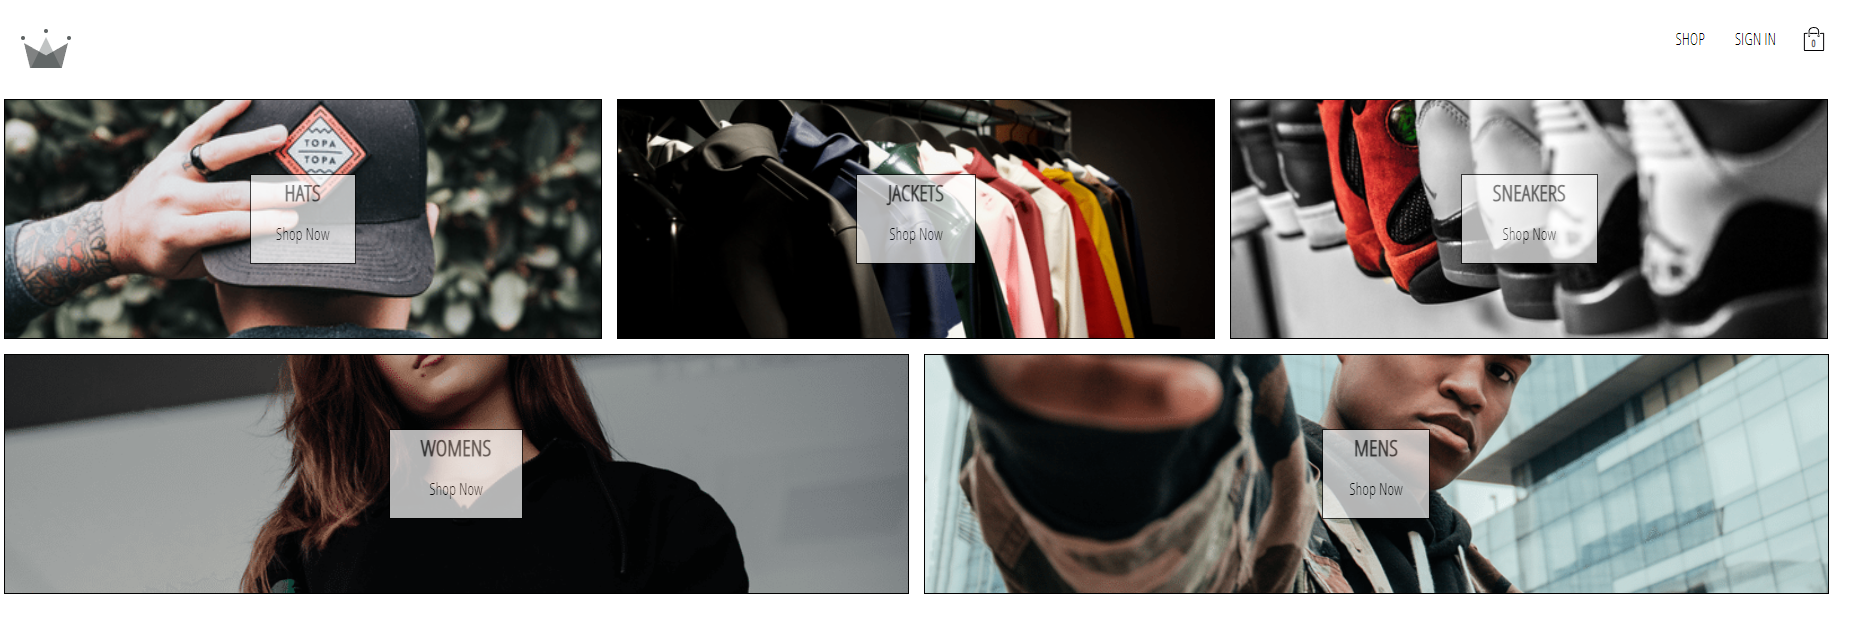 SHOP
SIGN IN
0
TOPA
TOPA
HATS
Shop Now
JACKETS
Shop Now
SNEAKERS
Shop Now
WOMENS
Shop Now
MENS
Shop Now